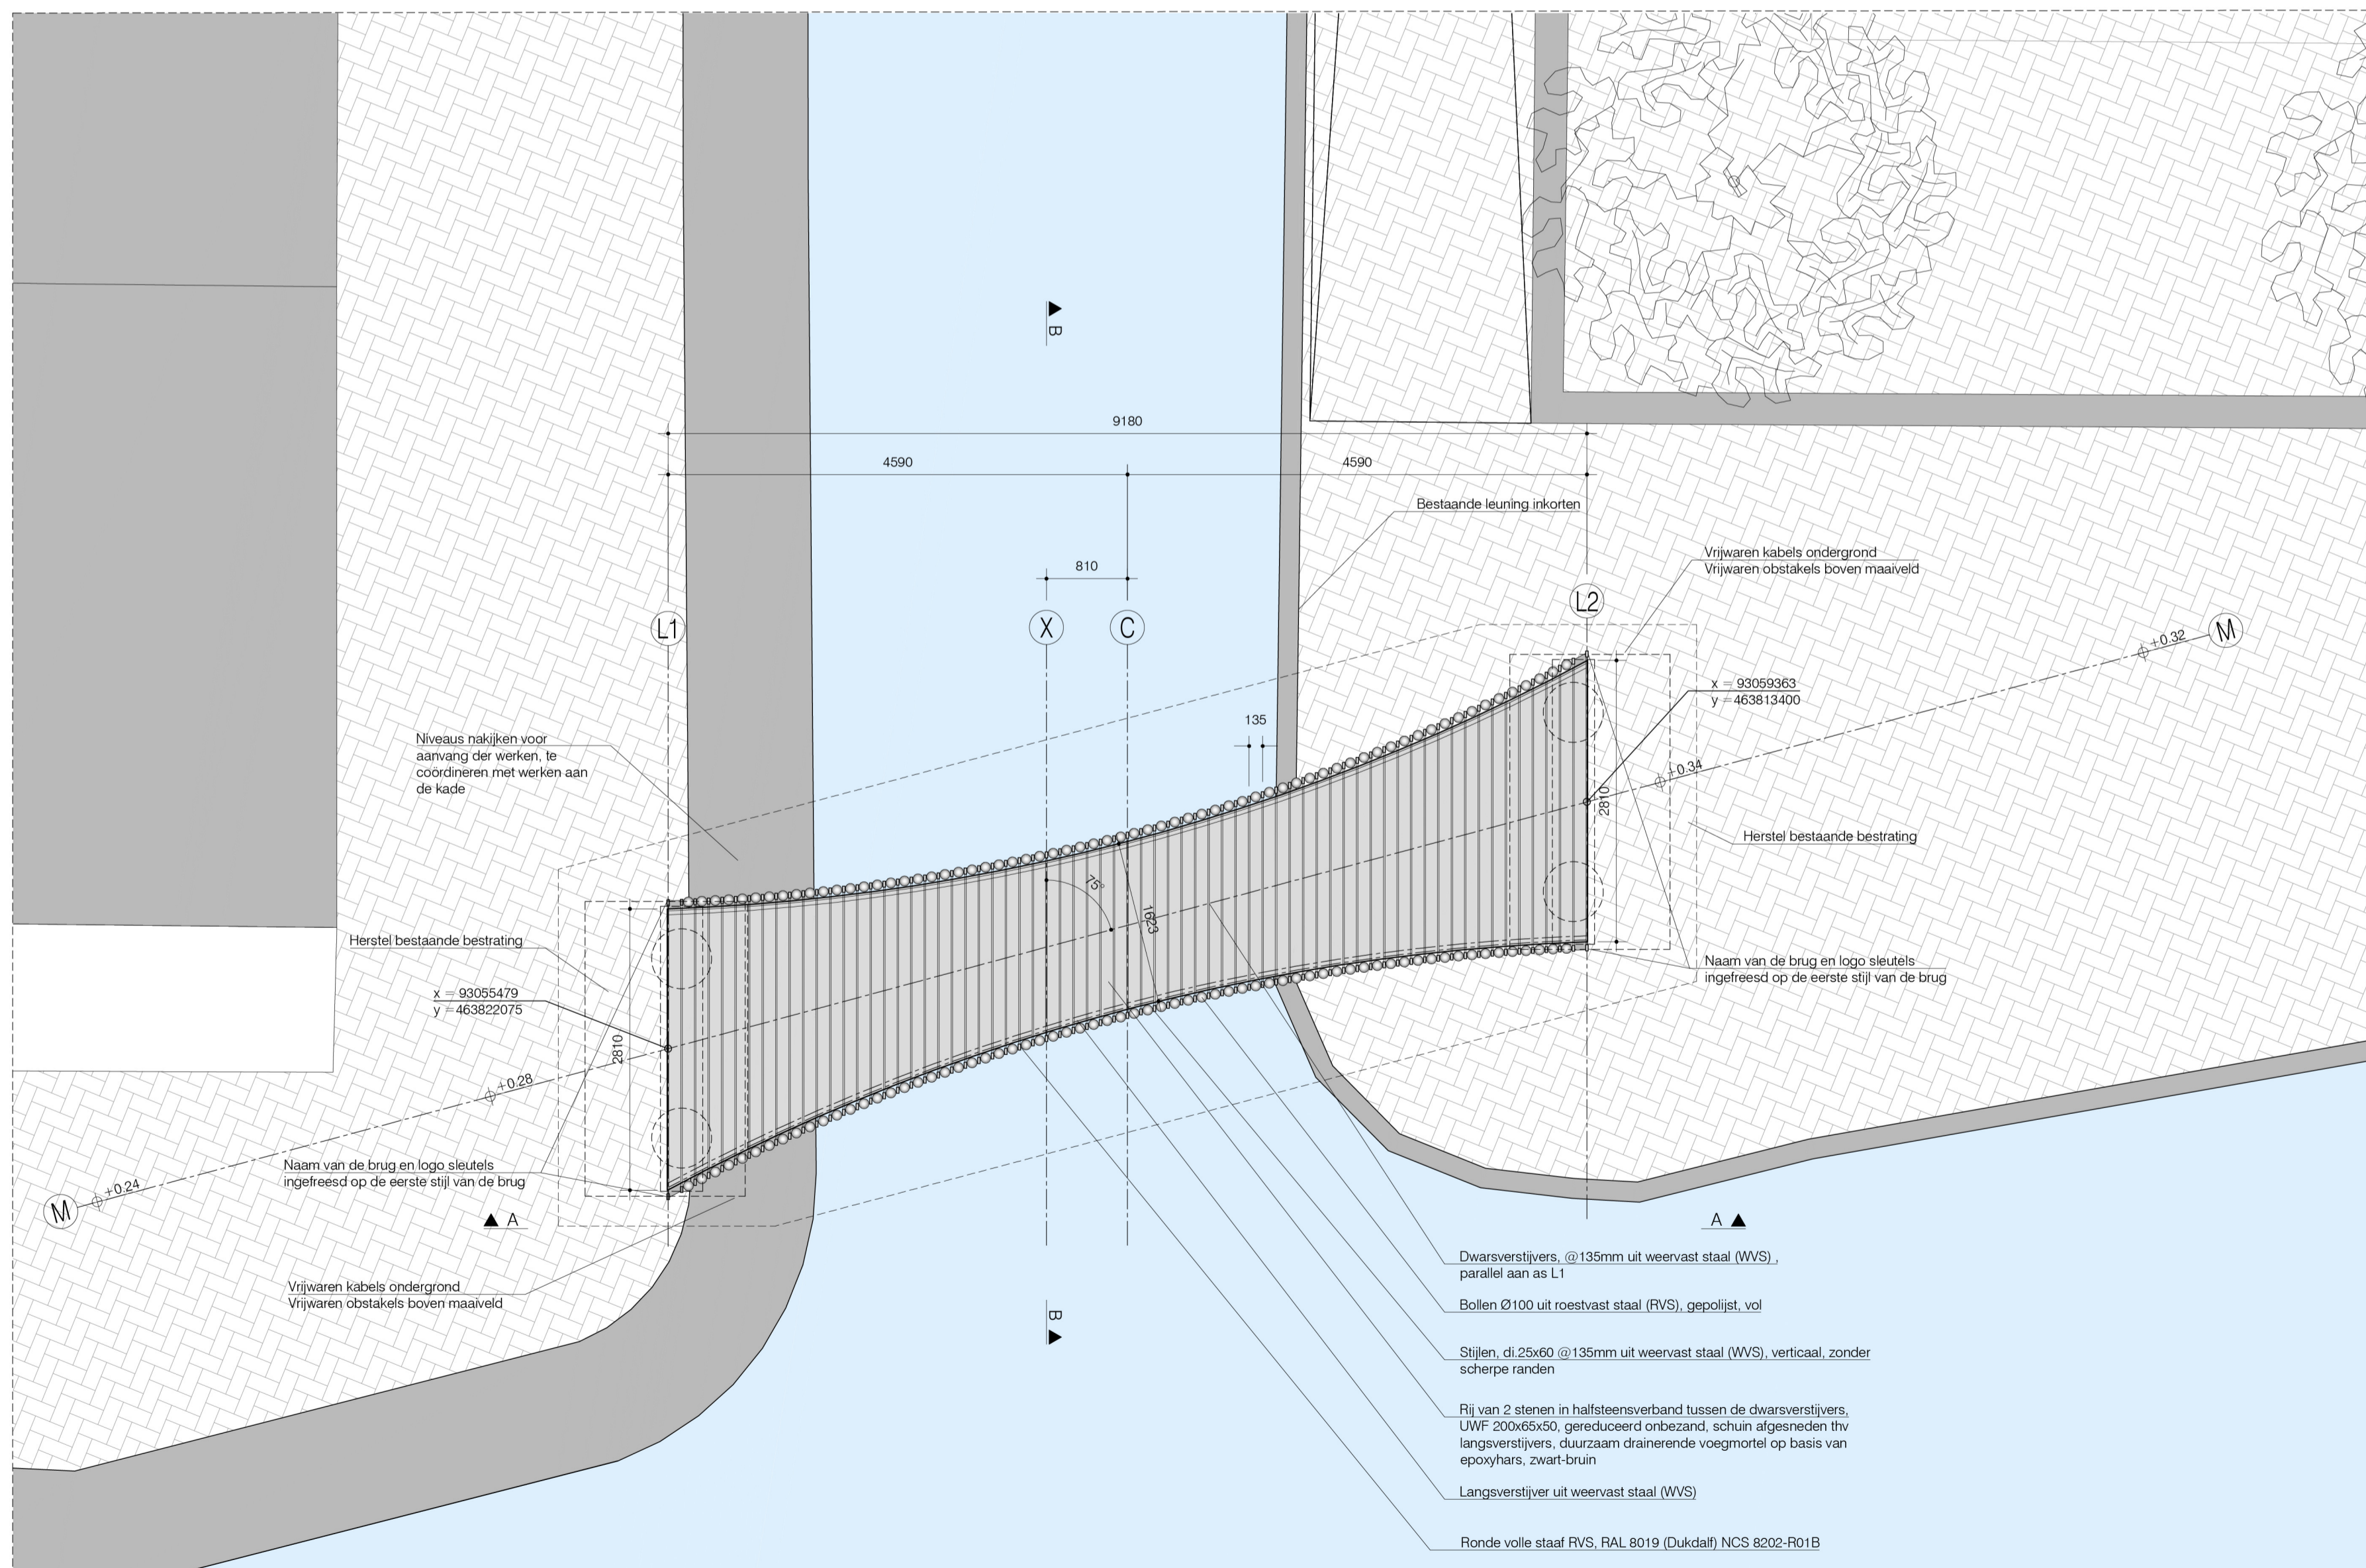 B
9180
4590
4590
Bestaande leuning inkorten
Vrijwaren kabels ondergrond
Vrijwaren obstakels boven maaiveld
810
L1
X
C
L2
M
+0.32
x = 93059363
y =463813400
135
Niveaus nakijken voor
aanvang der werken, te
coördineren met werken aan
de kade
+0.34
2810
Herstel bestaande bestrating
75°
1623
Herstel bestaande bestrating
Naam van de brug en logo sleutels
ingefreesd op de eerste stijl van de brug
x = 93055479
y =463822075
2810
+0.28
Naam van de brug en logo sleutels
ingefreesd op de eerste stijl van de brug
+0.24
M
A
A
Vrijwaren kabels ondergrond
Vrijwaren obstakels boven maaiveld
B
Dwarsverstijvers, @135mm uit weervast staal (WVS) ,
parallel aan as L1
Bollen Ø100 uit roestvast staal (RVS), gepolijst, vol
Stijlen, di.25x60 @135mm uit weervast staal (WVS), verticaal, zonder
scherpe randen
Rij van 2 stenen in halfsteensverband tussen de dwarsverstijvers,
UWF 200x65x50, gereduceerd onbezand, schuin afgesneden thv
langsverstijvers, duurzaam drainerende voegmortel op basis van
epoxyhars, zwart-bruin
Langsverstijver uit weervast staal (WVS)
Ronde volle staaf RVS, RAL 8019 (Dukdalf) NCS 8202-R01B